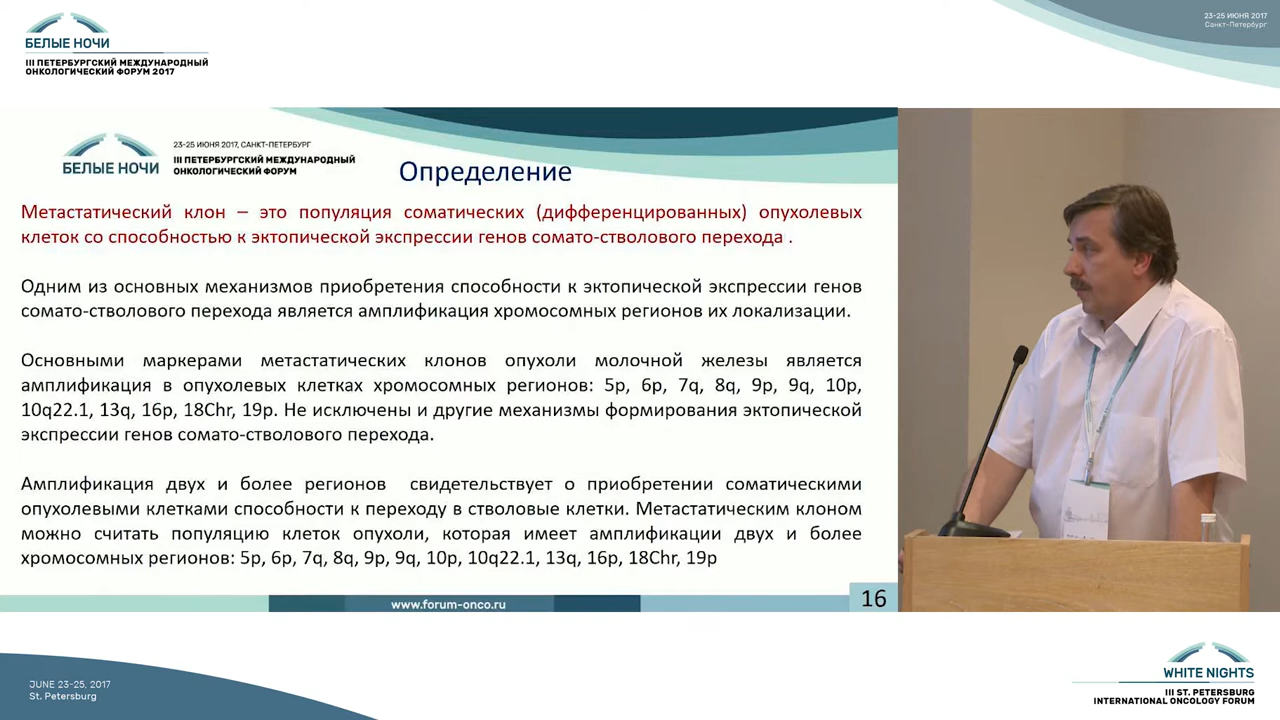 БЕЛЫЕ НОЧИ
III ПЕТЕРБУРГСКИЙ МЕЖДУНАРОДНЫЙ
ОНКОЛОГИЧЕСКИЙ ФОРУМ 2017
23-25 ИЮНЯ 2017
Санкт-Петербург
БЕЛЫЕ НОЧИ
23-25 ИЮНЯ 2017, САНКТ-ПЕТЕРБУРГ
III ПЕТЕРБУРГСКИЙ МЕЖДУНАРОДНЫЙ
ОНКОЛОГИЧЕСКИЙ ФОРУМ
Определение
Метастатический клон – это популяция соматических (дифференцированных) опухолевых
клеток со способностью к эктопической экспрессии генов сомато-стволового перехода .
Одним из основных механизмов приобретения способности к эктопической экспрессии генов
сомато-стволового перехода является амплификация хромосомных регионов их локализации.
Основными маркерами метастатических клонов опухоли молочной железы является
амплификация в опухолевых клетках хромосомных регионов: 5p, 6p, 7q, 8q, 9p, 9q, 10p,
10q22.1, 13q, 16p, 18Chr, 19p. Не исключены и другие механизмы формирования эктопической
экспрессии генов сомато-стволового перехода.
Амплификация двух и более регионов свидетельствует о приобретении соматическими
опухолевыми клетками способности к переходу в стволовые клетки. Метастатическим клоном
можно считать популяцию клеток опухоли, которая имеет амплификации двух и более
хромосомных регионов: 5p, 6p, 7q, 8q, 9p, 9q, 10p, 10q22.1, 13q, 16p, 18Chr, 19p
www.forum-onco.ru
16
JUNE 23-25, 2017
St. Petersburg
WHITE NIGHTS
III ST. PETERSBURG
INTERNATIONAL ONCOLOGY FORUM